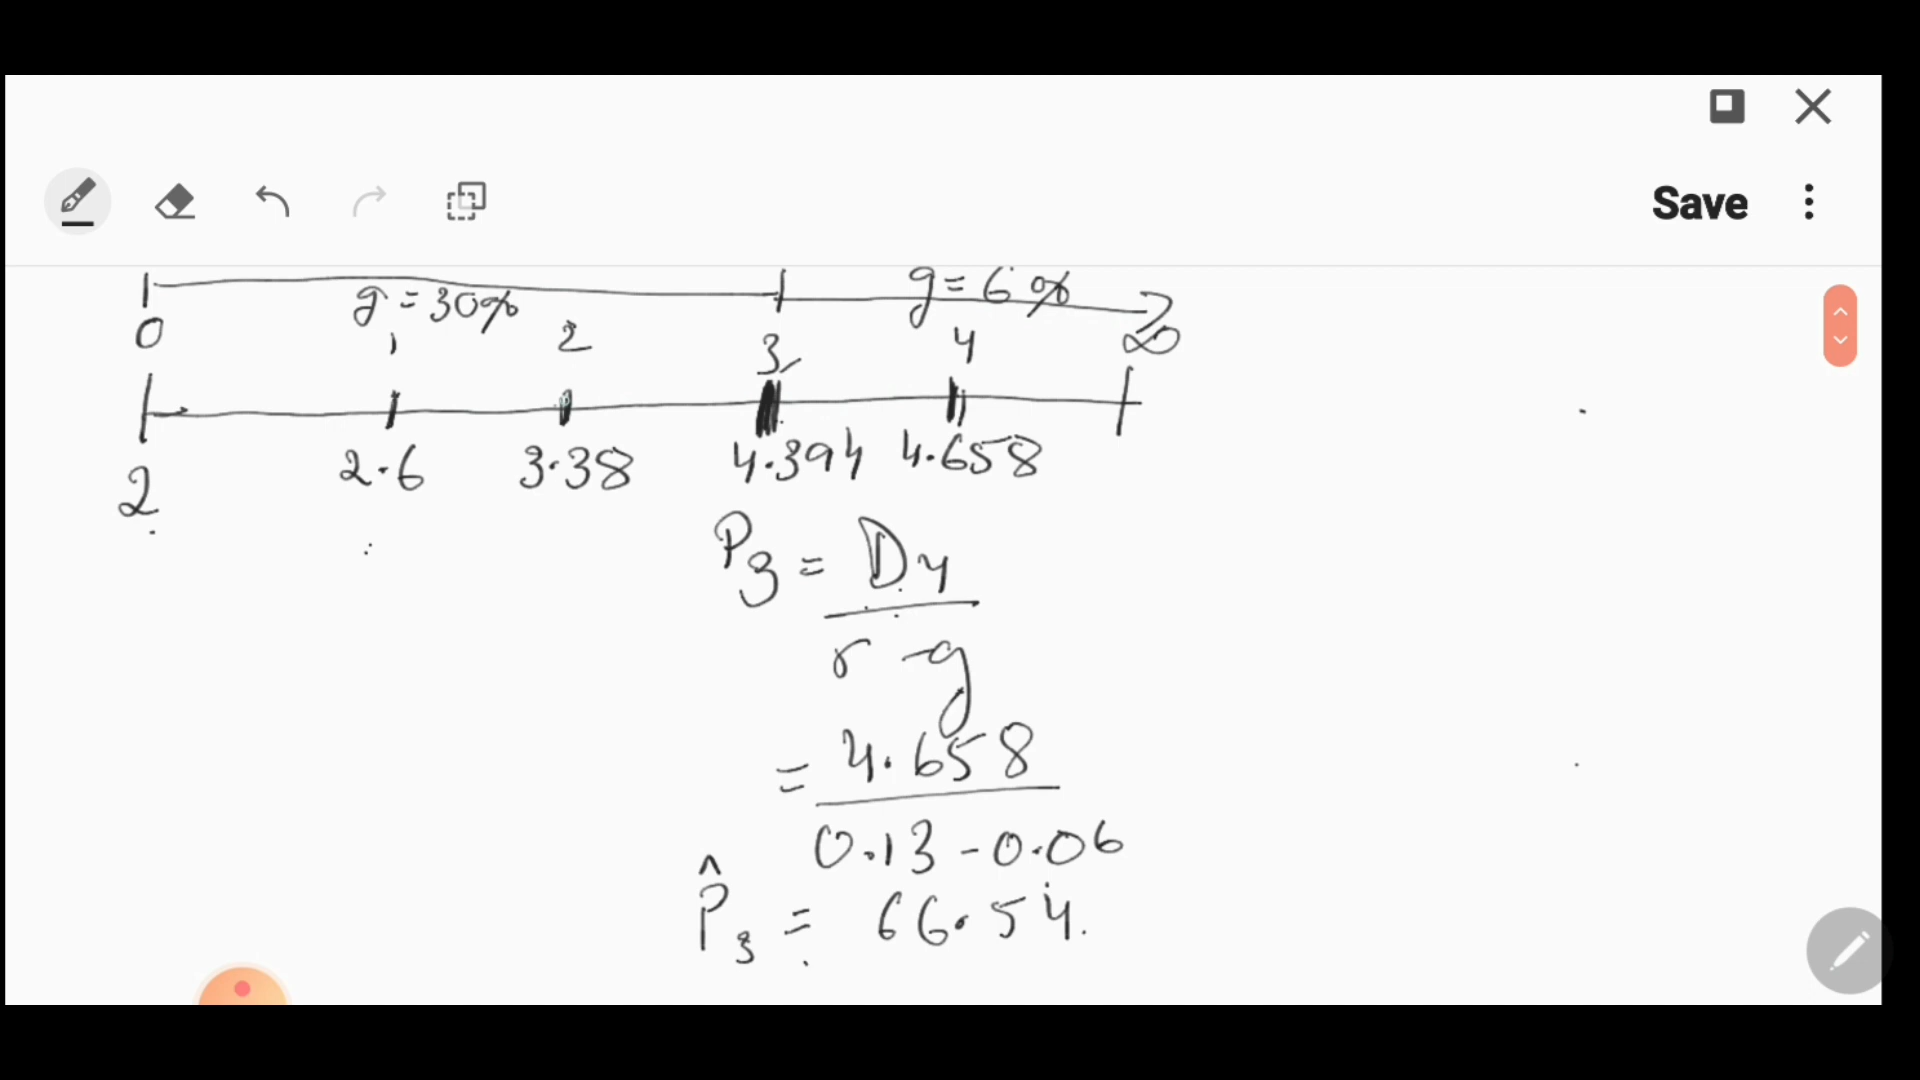 Save
g = 30% g = 6%
0 1 2 3 4 ∞
2 2.6 3.38 4.394 4.658
P3 = D4
r - g
= 4.658
0.13 - 0.06
^
P3 = 66.54.